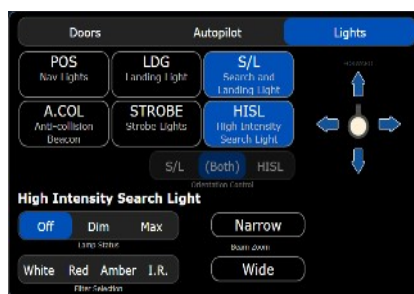 Doors Autopilot Lights
POS LDG S/L
Nav Lights Landing Light Search and
Landing Light
A.COL STROBE HISL
Anti-collision Strobe Lights High Intensity
Beacon Search Light
S/L (Both) HISL
Orientation Control
High Intensity Search Light
Off Dim Max Narrow
Lamp Status Beam Zoom
White Red Amber I.R. Wide
Filter Selection